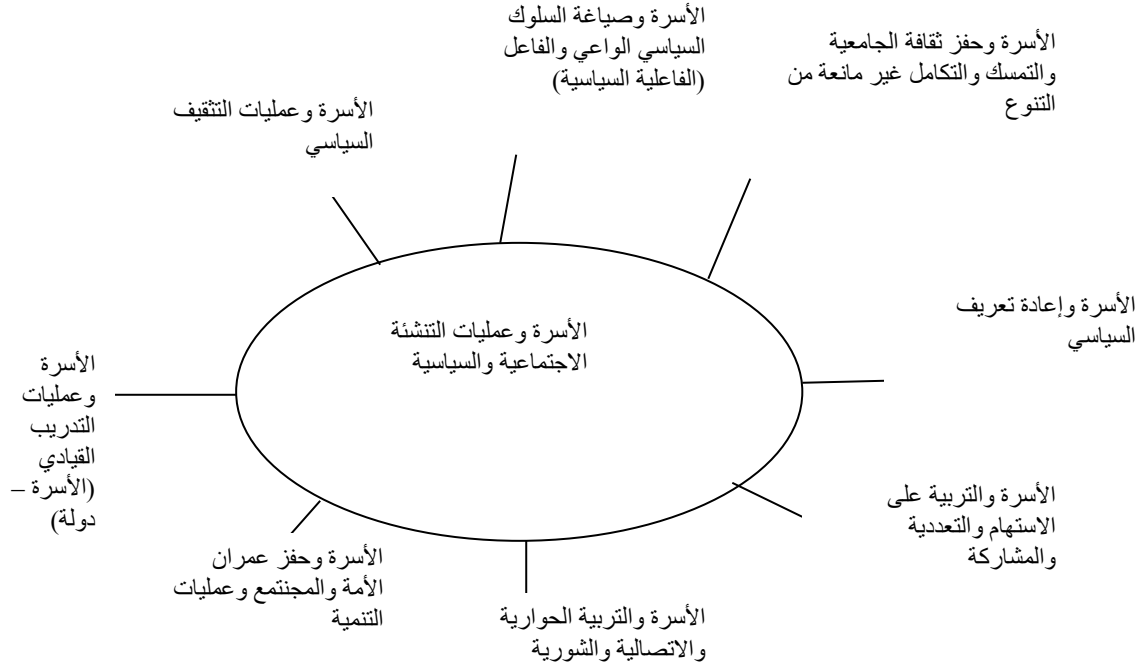 الأسرة وصياغة السلوك
السياسي الواعي والفاعل
(الفاعلية السياسية)
الأسرة وحفز ثقافة الجامعية
والتمسك والتكامل غير مانعة من
التنوع
الأسرة وعمليات التثقيف
السياسي
الأسرة وإعادة تعريف
السياسي
الأسرة وعمليات التنشئة
الاجتماعية والسياسية
الأسرة
وعمليات
التدريب
القيادي
(الأسرة –
دولة)
الأسرة والتربية على
الاستهام والتعددية
والمشاركة
الأسرة وحفز عمران
الأمة والمجنتمع وعمليات
التنمية
الأسرة والتربية الحوارية
والاتصالية والشورية